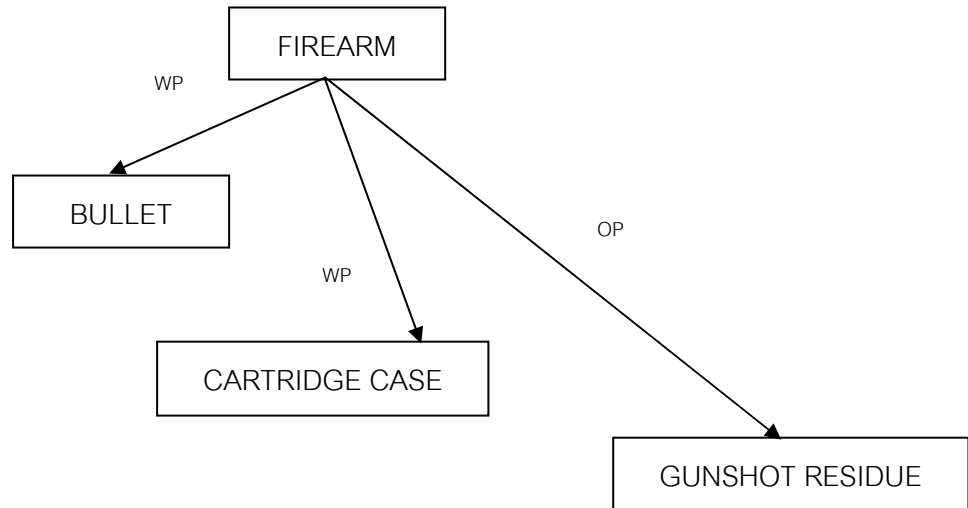 FIREARM
WP
BULLET
OP
WP
CARTRIDGE CASE
GUNSHOT RESIDUE